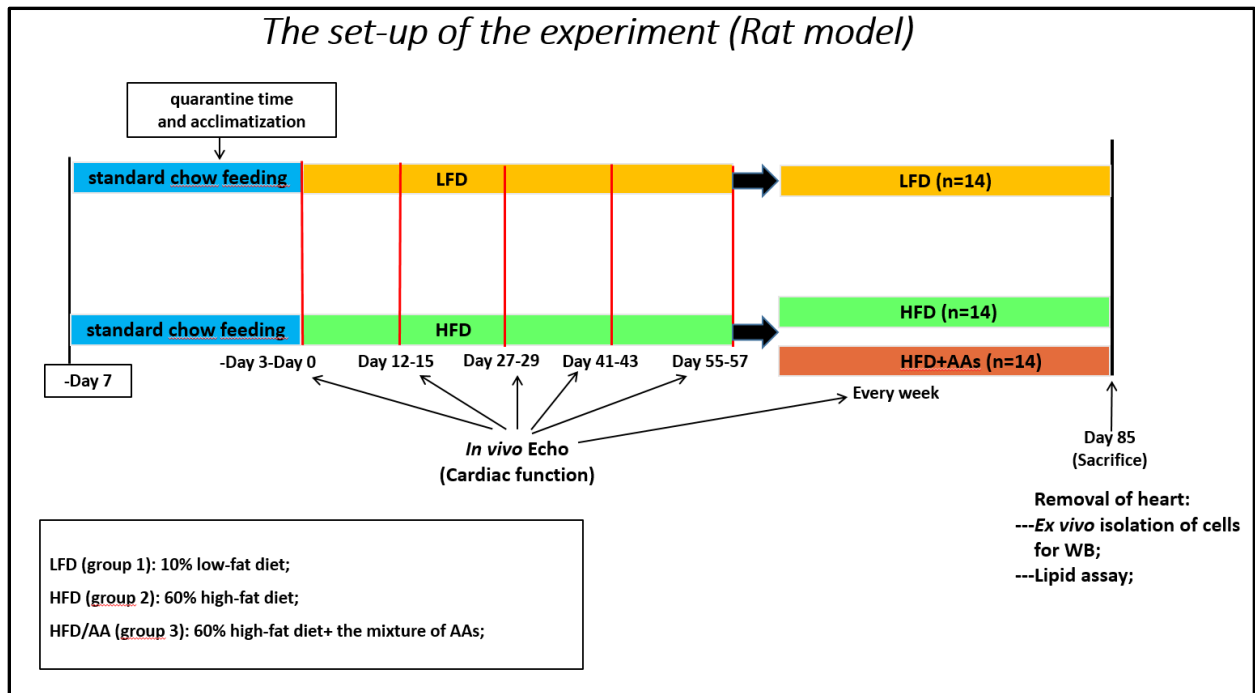 The set-up of the experiment (Rat model)
quarantine time
and acclimatization
standard chow feeding
LFD
LFD (n=14)
standard chow feeding
HFD
HFD (n=14)
HFD+AAs (n=14)
-Day 7
-Day 3-Day 0
Day 12-15
Day 27-29
Day 41-43
Day 55-57
Every week
In vivo Echo
(Cardiac function)
Day 85
(Sacrifice)
Removal of heart:
---Ex vivo isolation of cells
for WB;
---Lipid assay;
LFD (group 1): 10% low-fat diet;
HFD (group 2): 60% high-fat diet;
HFD/AA (group 3): 60% high-fat diet+ the mixture of AAs;